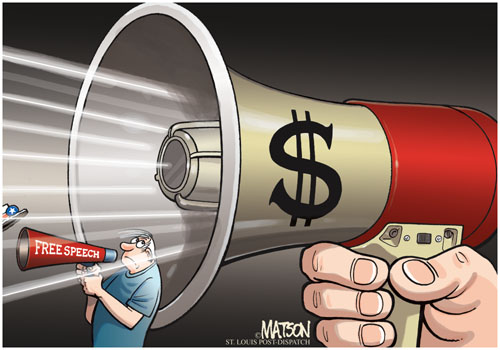 $
FREE SPEECH
©MATSON
ST. LOUIS POST-DISPATCH